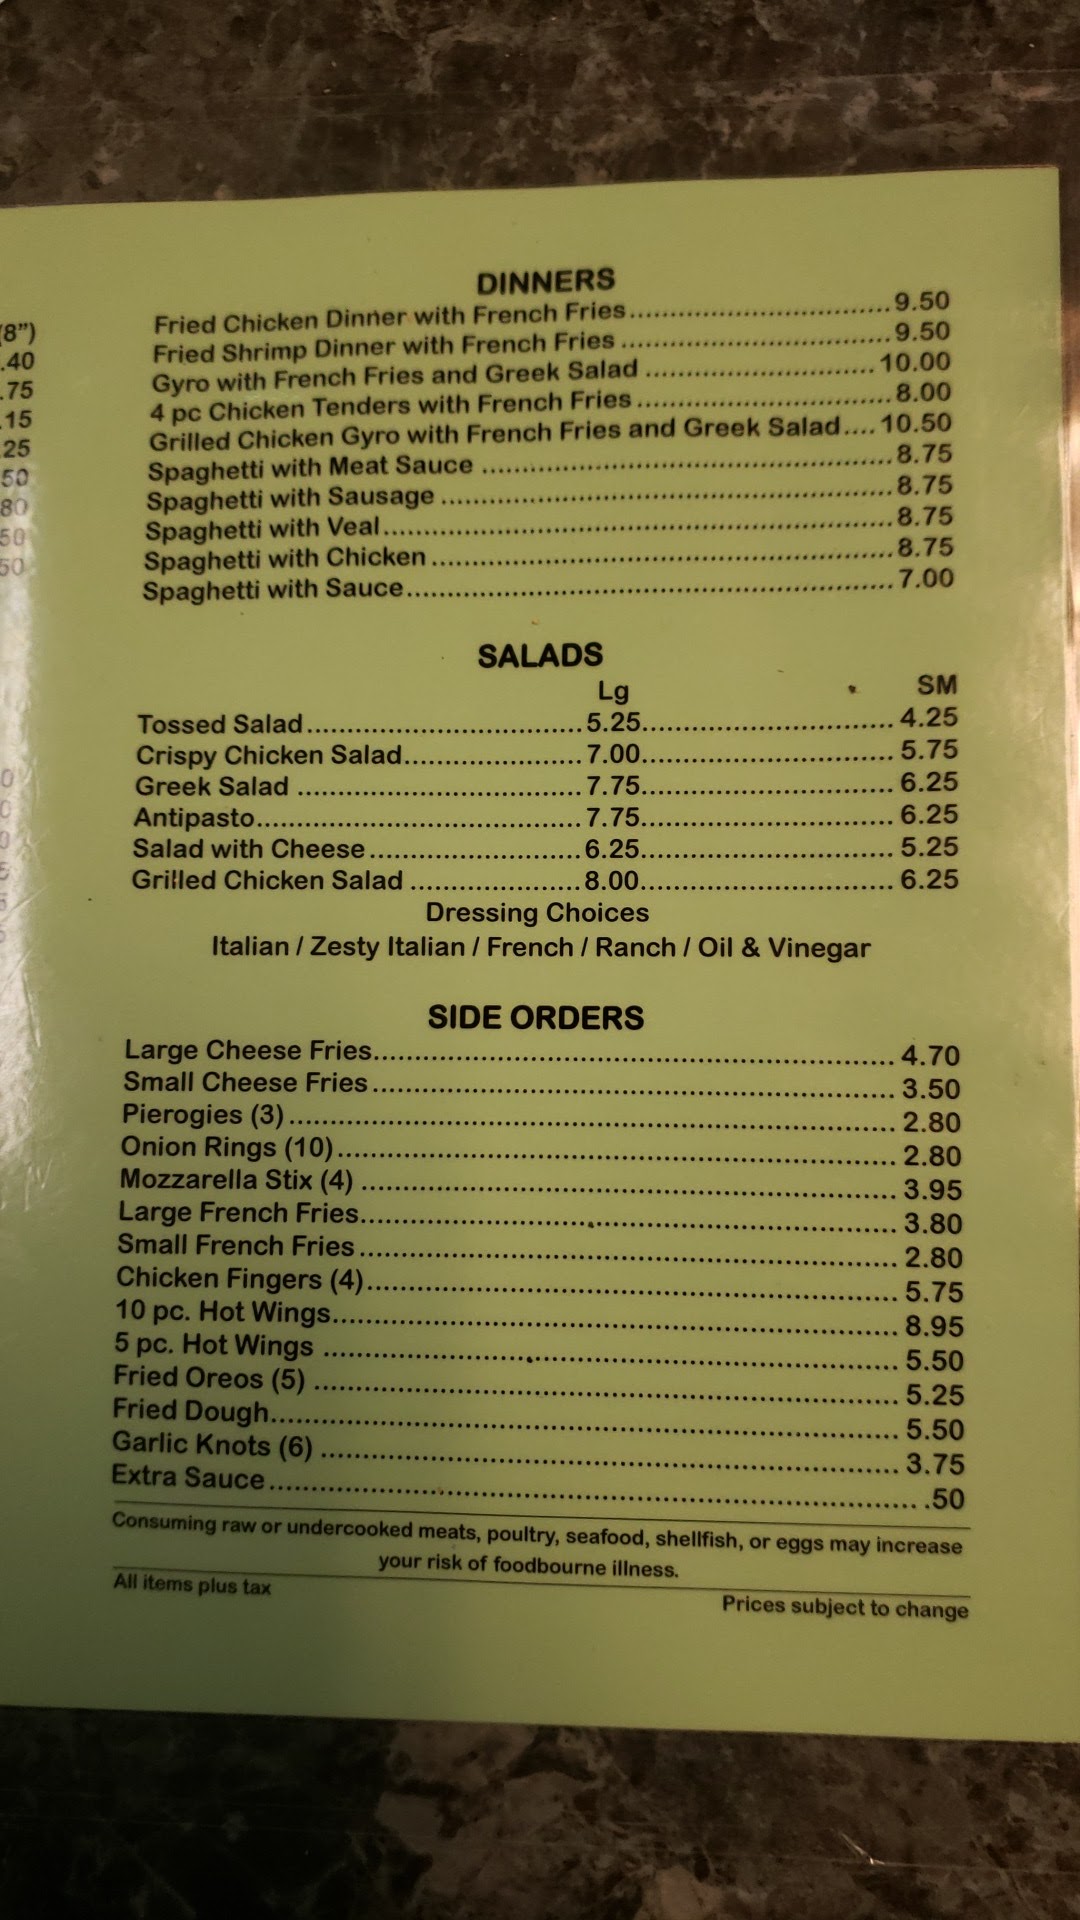 (8”)
.40
.75
.15
.25
50
80
50
50
DINNERS
Fried Chicken Dinner with French Fries 9.50
Fried Shrimp Dinner with French Fries 9.50
Gyro with French Fries and Greek Salad 10.00
4 pc Chicken Tenders with French Fries 8.00
Grilled Chicken Gyro with French Fries and Greek Salad 10.50
Spaghetti with Meat Sauce 8.75
Spaghetti with Sausage 8.75
Spaghetti with Veal 8.75
Spaghetti with Chicken 8.75
Spaghetti with Sauce 7.00
SALADS
Lg SM
Tossed Salad 5.25 4.25
Crispy Chicken Salad 7.00 5.75
Greek Salad 7.75 6.25
Antipasto 7.75 6.25
Salad with Cheese 6.25 5.25
Grilled Chicken Salad 8.00 6.25
Dressing Choices
Italian / Zesty Italian / French / Ranch / Oil & Vinegar
SIDE ORDERS
Large Cheese Fries 4.70
Small Cheese Fries 3.50
Pierogies (3) 2.80
Onion Rings (10) 2.80
Mozzarella Stix (4) 3.95
Large French Fries 3.80
Small French Fries 2.80
Chicken Fingers (4) 5.75
10 pc. Hot Wings 8.95
5 pc. Hot Wings 5.50
Fried Oreos (5) 5.25
Fried Dough 5.50
Garlic Knots (6) 3.75
Extra Sauce .50
Consuming raw or undercooked meats, poultry, seafood, shellfish, or eggs may increase
your risk of foodbourne illness.
All items plus tax
Prices subject to change